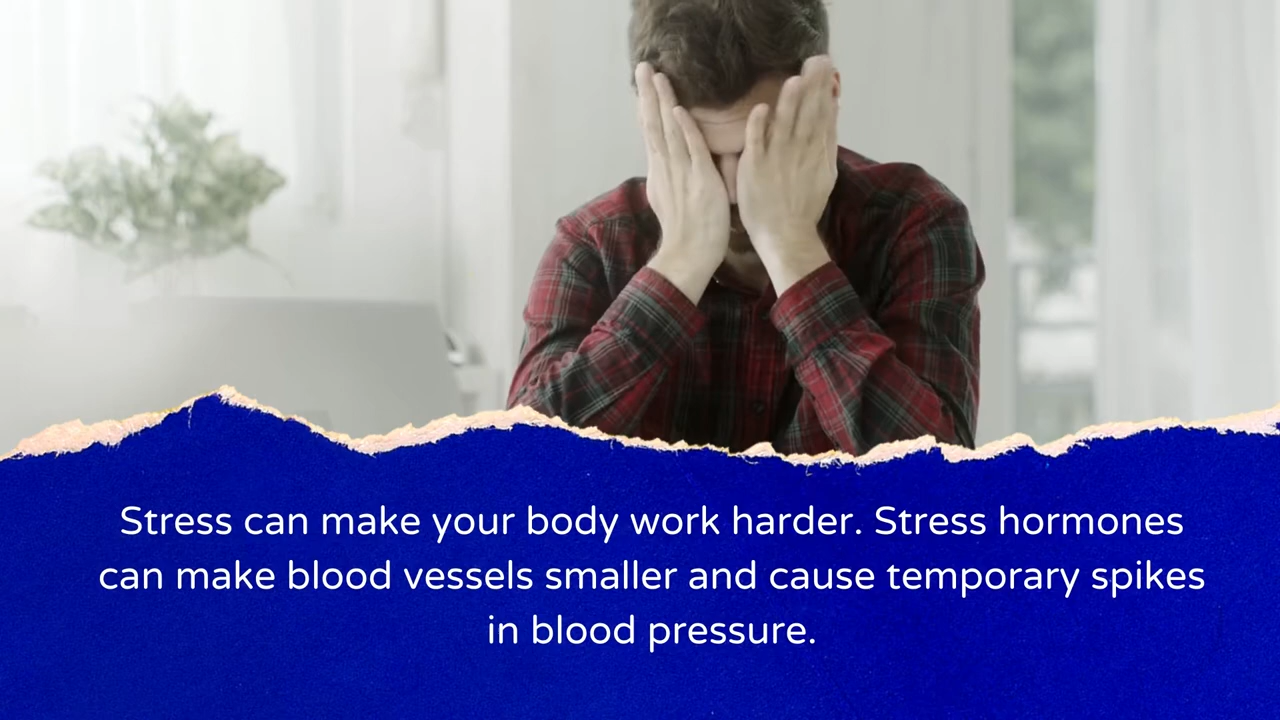 Stress can make your body work harder. Stress hormones
can make blood vessels smaller and cause temporary spikes
in blood pressure.